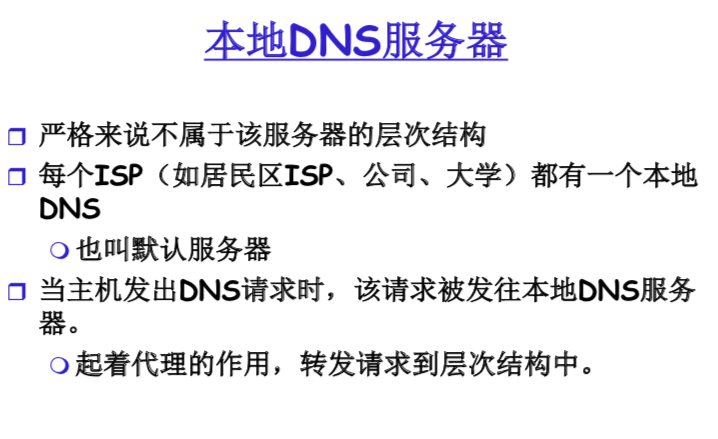 本地DNS服务器
严格来说不属于该服务器的层次结构
每个ISP（如居民区ISP、公司、大学）都有一个本地
DNS
也叫默认服务器
当主机发出DNS请求时，该请求被发往本地DNS服务
器。
起着代理的作用，转发请求到层次结构中。